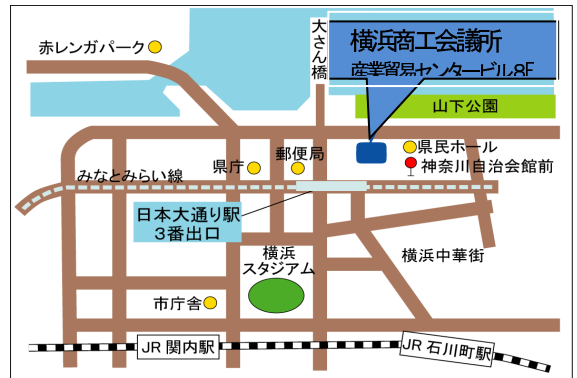 赤レンガパーク
大さん橋
横浜商工会議所
産業貿易センタービル8F
山下公園
県民ホール
神奈川自治会館前
郵便局
県庁
みなとみらい線
日本大通り駅
3番出口
横浜
スタジアム
横浜中華街
市庁舎
JR 関内駅
JR 石川町駅